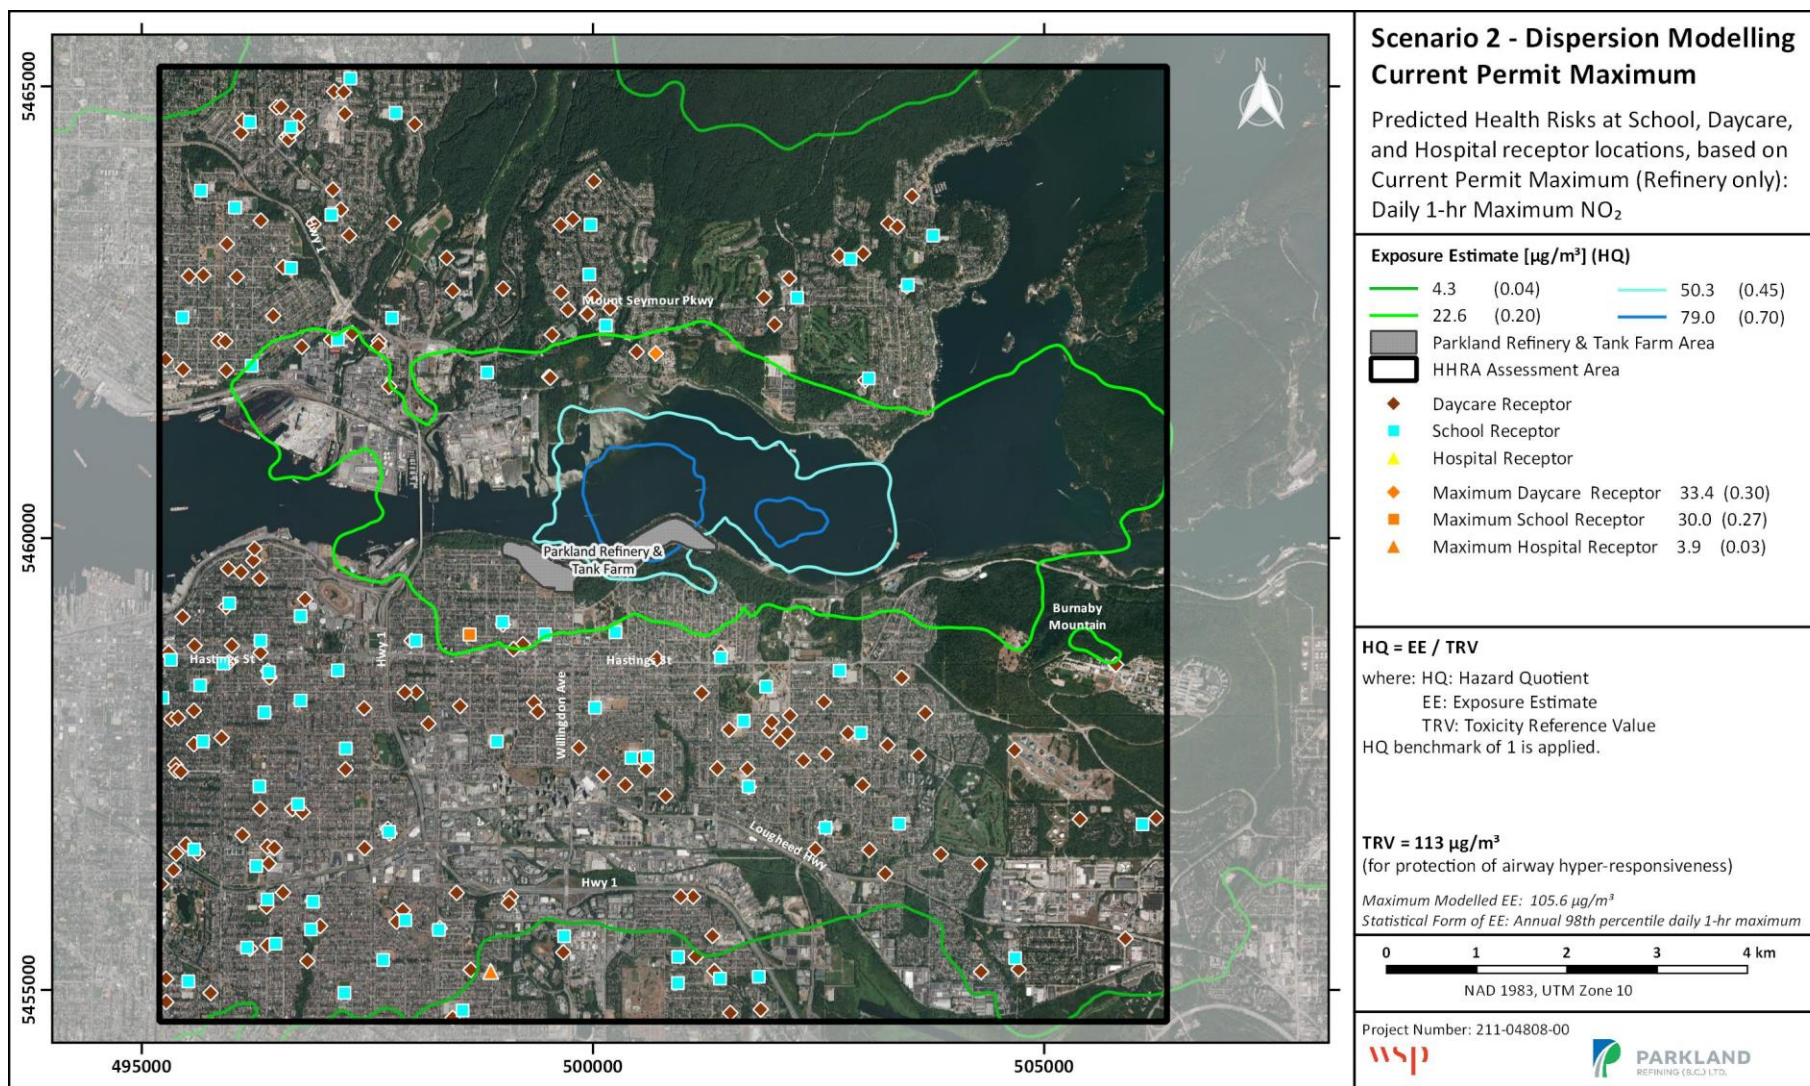 Scenario 2 - Dispersion Modelling
Current Permit Maximum
Predicted Health Risks at School, Daycare,
and Hospital receptor locations, based on
Current Permit Maximum (Refinery only):
Daily 1-hr Maximum NO₂
Exposure Estimate [µg/m³] (HQ)
4.3 (0.04) 50.3 (0.45)
22.6 (0.20) 79.0 (0.70)
Parkland Refinery & Tank Farm Area
HHRA Assessment Area
Daycare Receptor
School Receptor
Hospital Receptor
Maximum Daycare Receptor 33.4 (0.30)
Maximum School Receptor 30.0 (0.27)
Maximum Hospital Receptor 3.9 (0.03)
HQ = EE / TRV
where: HQ: Hazard Quotient
EE: Exposure Estimate
TRV: Toxicity Reference Value
HQ benchmark of 1 is applied.
TRV = 113 µg/m³
(for protection of airway hyper-responsiveness)
Maximum Modelled EE: 105.6 µg/m³
Statistical Form of EE: Annual 98th percentile daily 1-hr maximum
0 1 2 3 4 km
NAD 1983, UTM Zone 10
Project Number: 211-04808-00
wsp
PARKLAND
REFINING (B.C.) LTD.
N
5465000
5460000
5455000
495000
500000
505000
Hwy 1
Mount Seymour Pkwy
Parkland Refinery &
Tank Farm
Burnaby
Mountain
Hastings St
Hwy 1
Hastings St
Willingdon Ave
Lougheed Hwy
Hwy 1